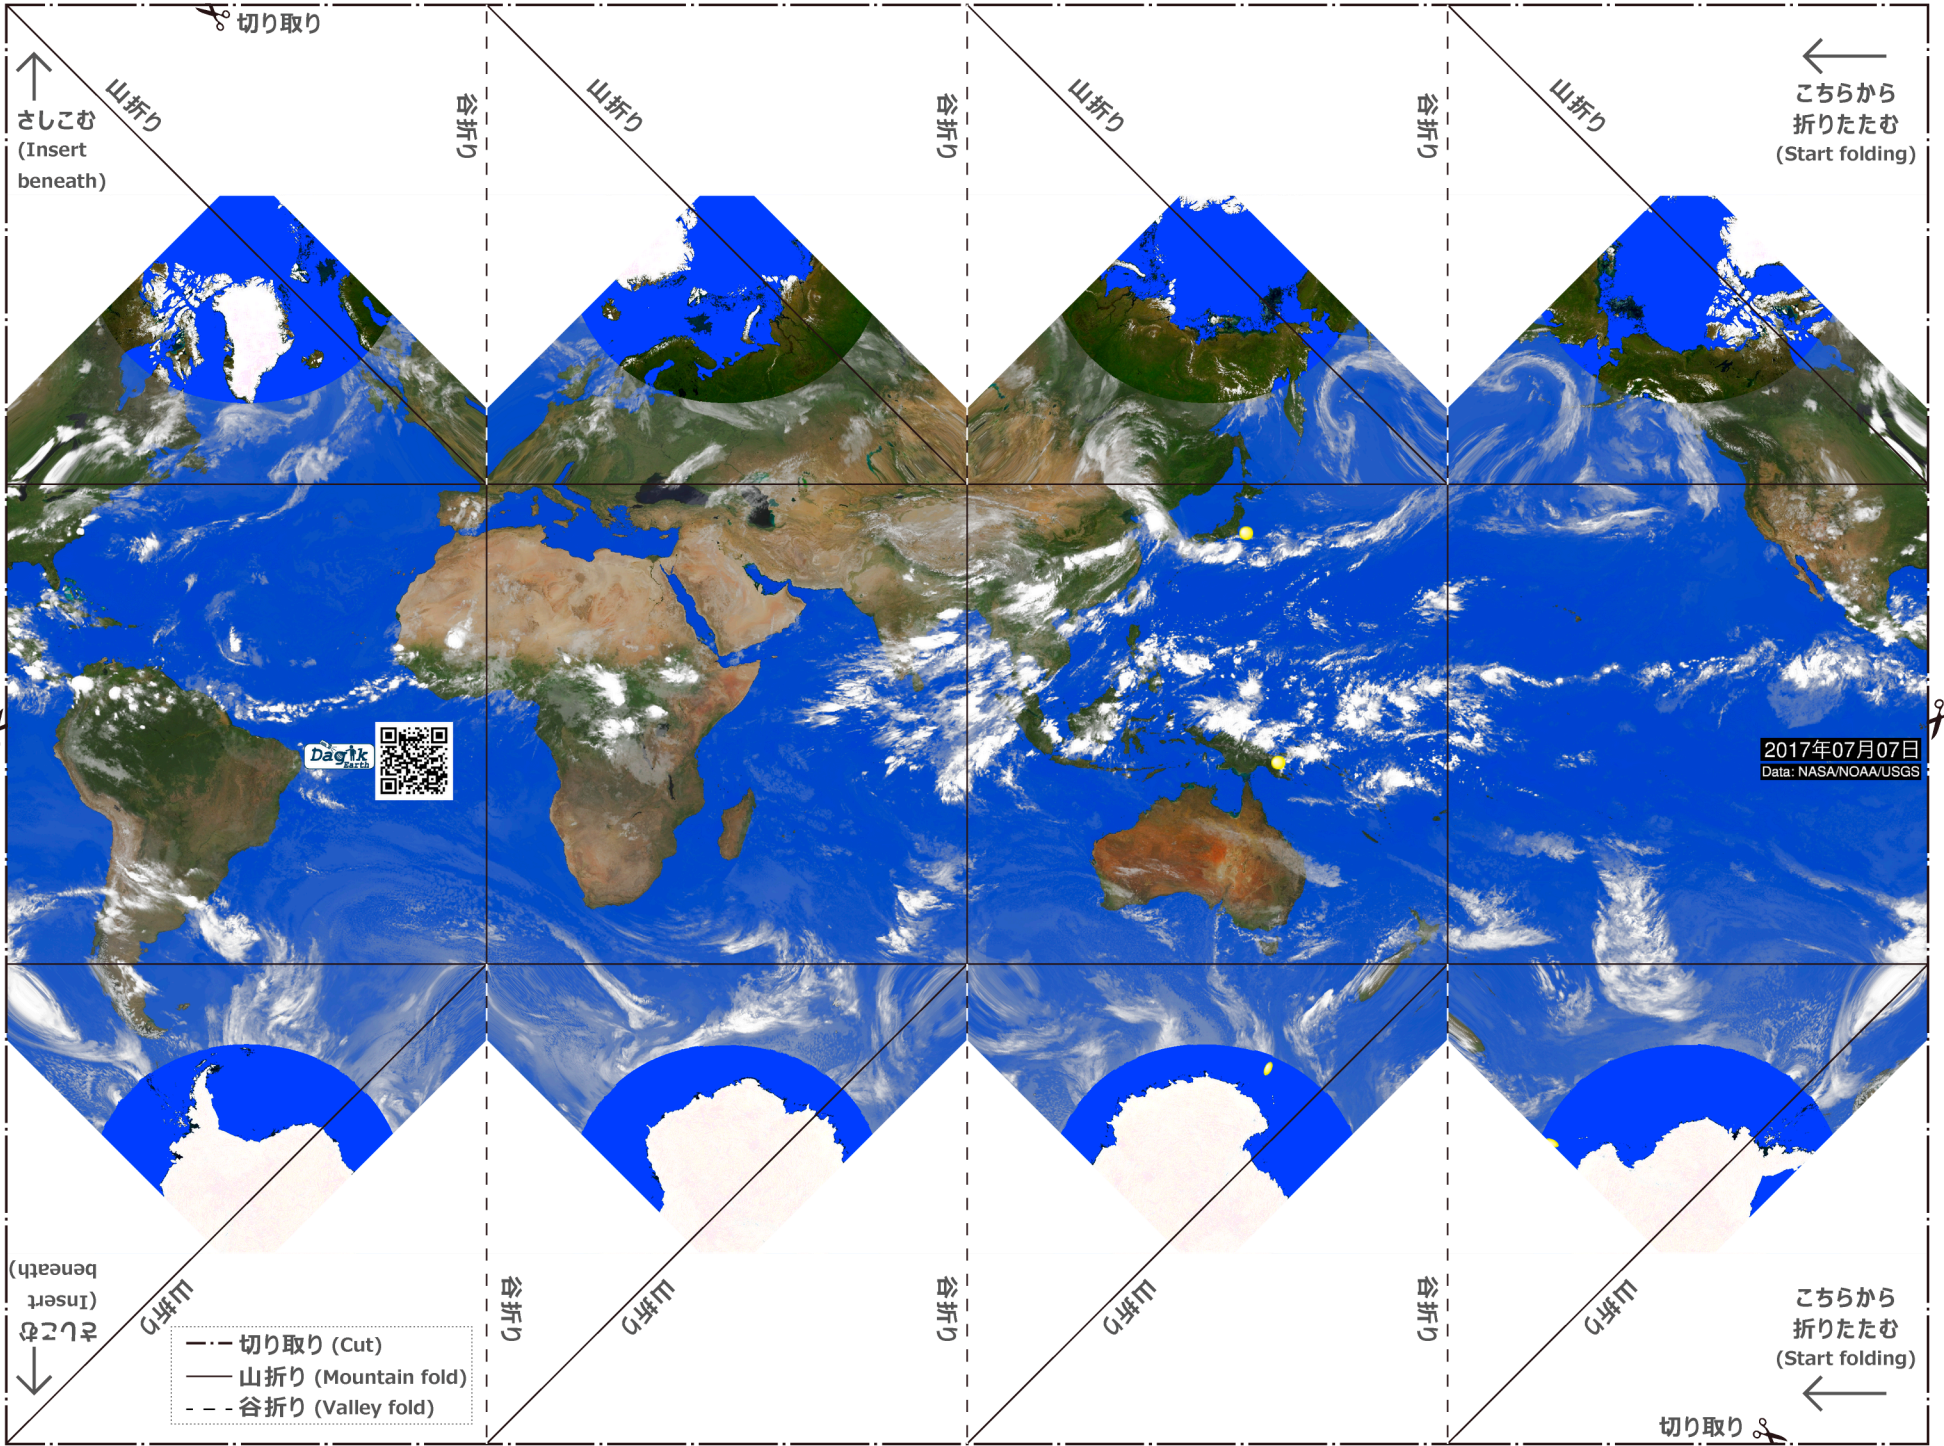 切り取り
山折り
山折り
山折り
山折り
谷折り
谷折り
谷折り
さしこむ
(Insert
beneath)
こちらから
折りたたむ
(Start folding)
Dagik
Earth
2017年07月07日
Data: NASA/NOAA/USGS
さしこむ
(Insert
beneath)
山折り
山折り
山折り
山折り
谷折り
谷折り
谷折り
こちらから
折りたたむ
(Start folding)
切り取り (Cut)
山折り (Mountain fold)
谷折り (Valley fold)
切り取り